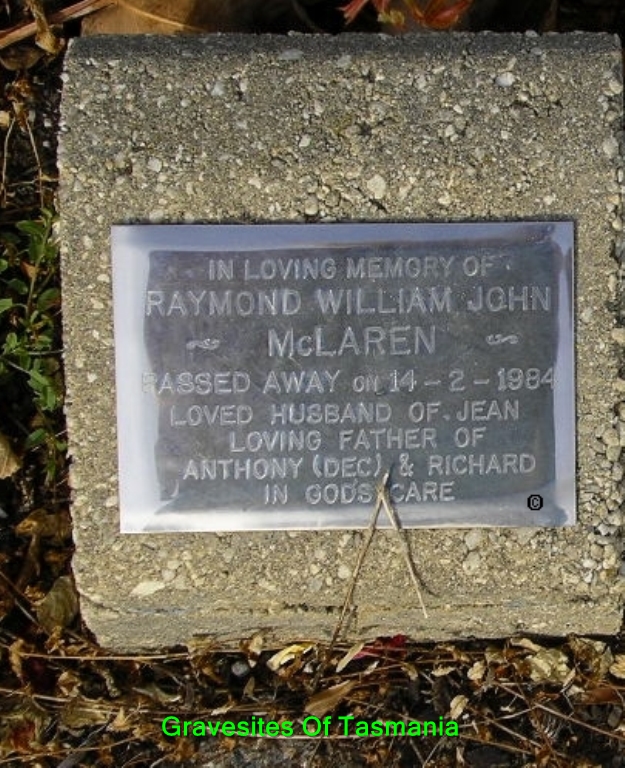 IN LOVING MEMORY OF
RAYMOND WILLIAM JOHN
McLAREN
PASSED AWAY ON 14 – 2 – 1984
LOVED HUSBAND OF JEAN
LOVING FATHER OF
ANTHONY (DEC) & RICHARD
IN GODS CARE
©
Gravesites Of Tasmania